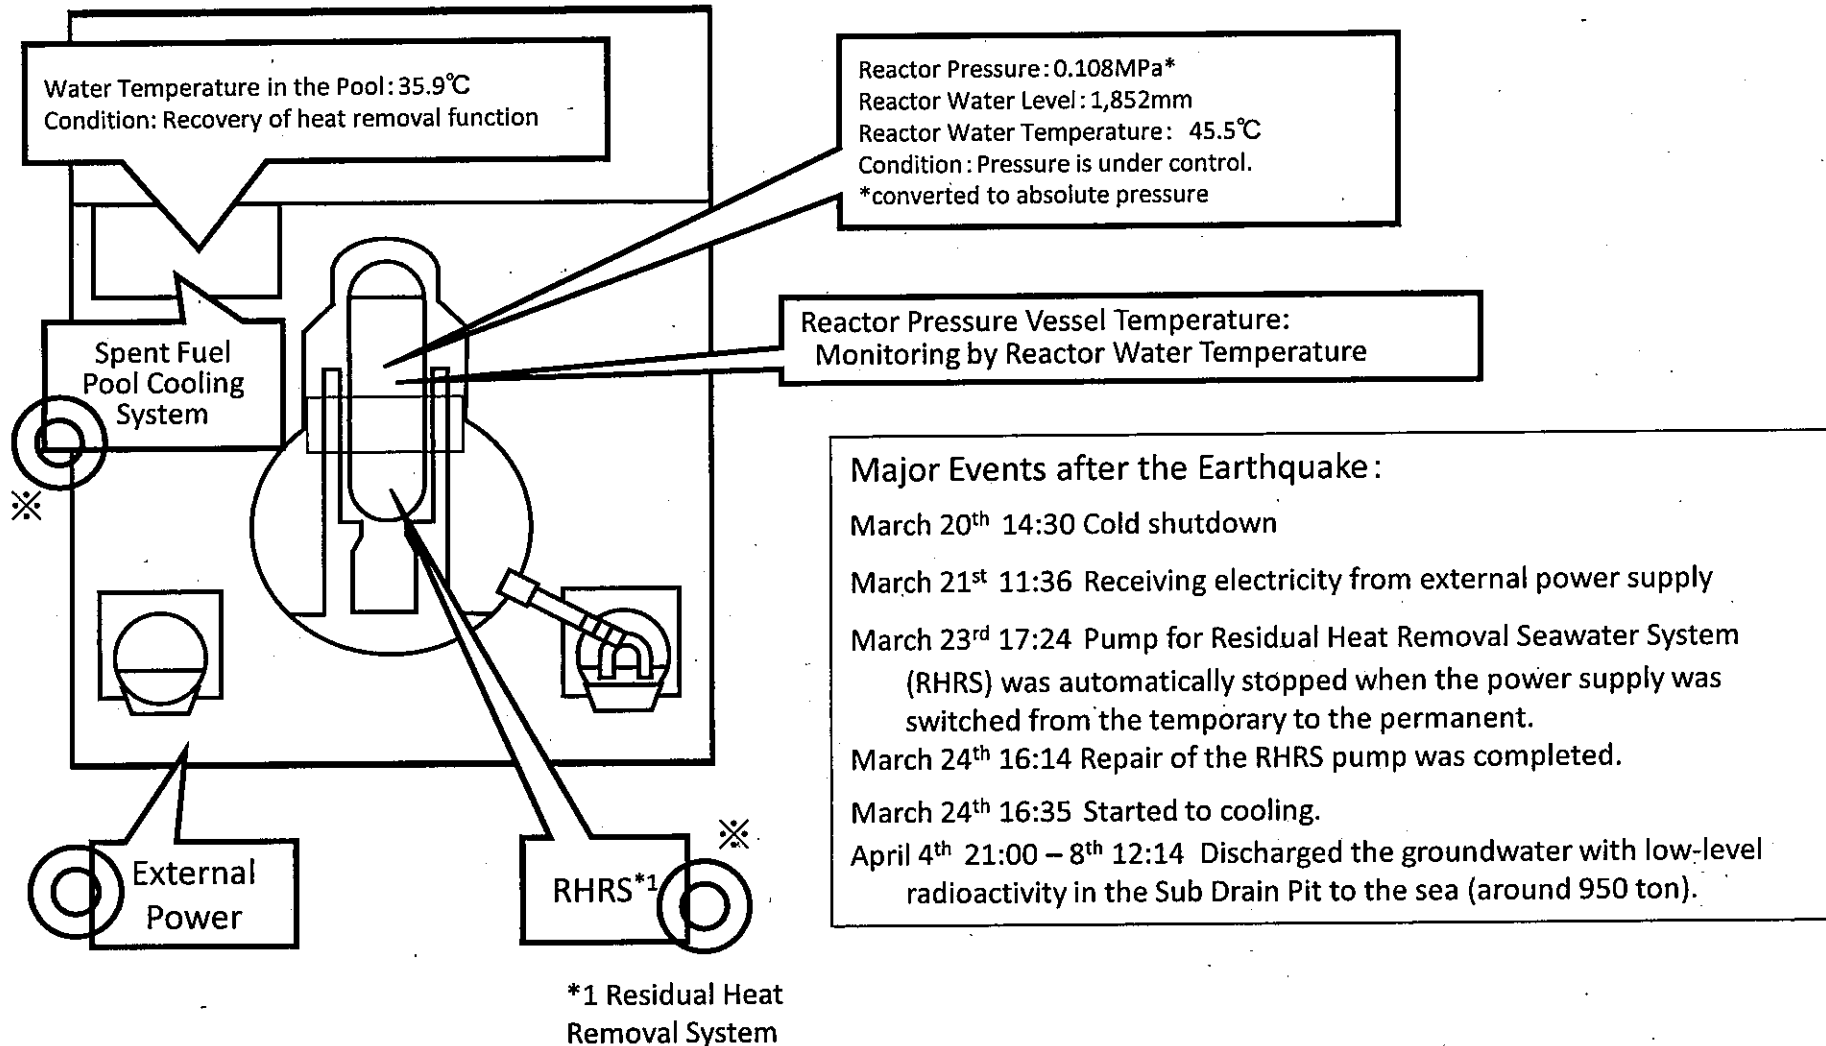 Water Temperature in the Pool: 35.9℃
Condition: Recovery of heat removal function
Reactor Pressure: 0.108MPa*
Reactor Water Level: 1,852mm
Reactor Water Temperature: 45.5℃
Condition: Pressure is under control.
*converted to absolute pressure
Reactor Pressure Vessel Temperature:
Monitoring by Reactor Water Temperature
Spent Fuel
Pool Cooling
System
※
Major Events after the Earthquake:
March 20th 14:30 Cold shutdown
March 21st 11:36 Receiving electricity from external power supply
March 23rd 17:24 Pump for Residual Heat Removal Seawater System
(RHRS) was automatically stopped when the power supply was
switched from the temporary to the permanent.
March 24th 16:14 Repair of the RHRS pump was completed.
March 24th 16:35 Started to cooling.
April 4th 21:00 – 8th 12:14 Discharged the groundwater with low-level
radioactivity in the Sub Drain Pit to the sea (around 950 ton).
External
Power
※
RHRS*1
*1 Residual Heat
Removal System